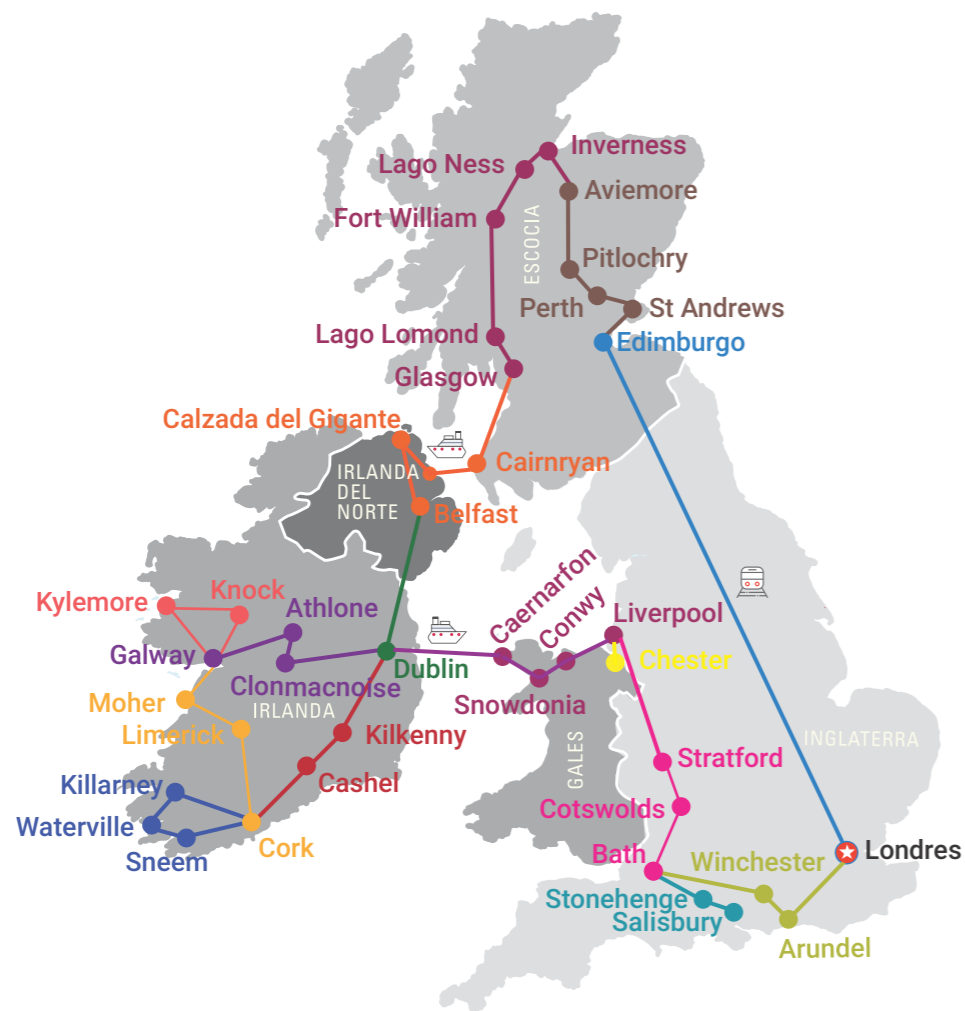 Inverness
Lago Ness
Aviemore
Fort William
ESCOCIA
Pitlochry
Perth
St Andrews
Lago Lomond
Edimburgo
Glasgow
Calzada del Gigante
Cairnryan
IRLANDA
DEL
NORTE
Belfast
Caernarfon
Conwy
Knock
Kylemore
Athlone
Liverpool
Galway
Dublin
Chester
Clonmacnoise
Snowdonia
Moher
IRLANDA
Limerick
Kilkenny
INGLATERRA
GALES
Stratford
Cashel
Killarney
Cotswolds
Waterville
Cork
Sneem
Bath
Winchester
Londres
Stonehenge
Salisbury
Arundel